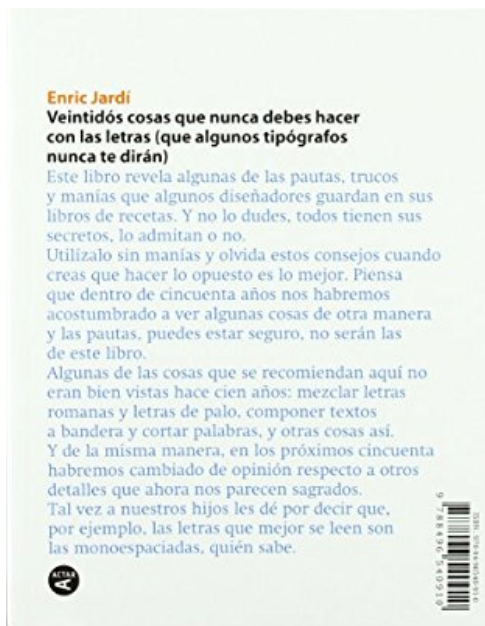 Enric Jardí
Veintidós cosas que nunca debes hacer
con las letras (que algunos tipógrafos
nunca te dirán)
Este libro revela algunas de las pautas, trucos
y manías que algunos diseñadores guardan en sus
libros de recetas. Y no lo dudes, todos tienen sus
secretos, lo admitan o no.
Utilízalo sin manías y olvida estos consejos cuando
creas que hacer lo opuesto es lo mejor. Piensa
que dentro de cincuenta años nos habremos
acostumbrado a ver algunas cosas de otra manera
y las pautas, puedes estar seguro, no serán las
de este libro.
Algunas de las cosas que se recomiendan aquí no
eran bien vistas hace cien años: mezclar letras
romanas y letras de palo, componer textos
a bandera y cortar palabras, y otras cosas así.
Y de la misma manera, en los próximos cincuenta
habremos cambiado de opinión respecto a otros
detalles que ahora nos parecen sagrados.
Tal vez a nuestros hijos les dé por decir que,
por ejemplo, las letras que mejor se leen son
las monoespaciadas, quién sabe.
ACTAR
9 788496 540910